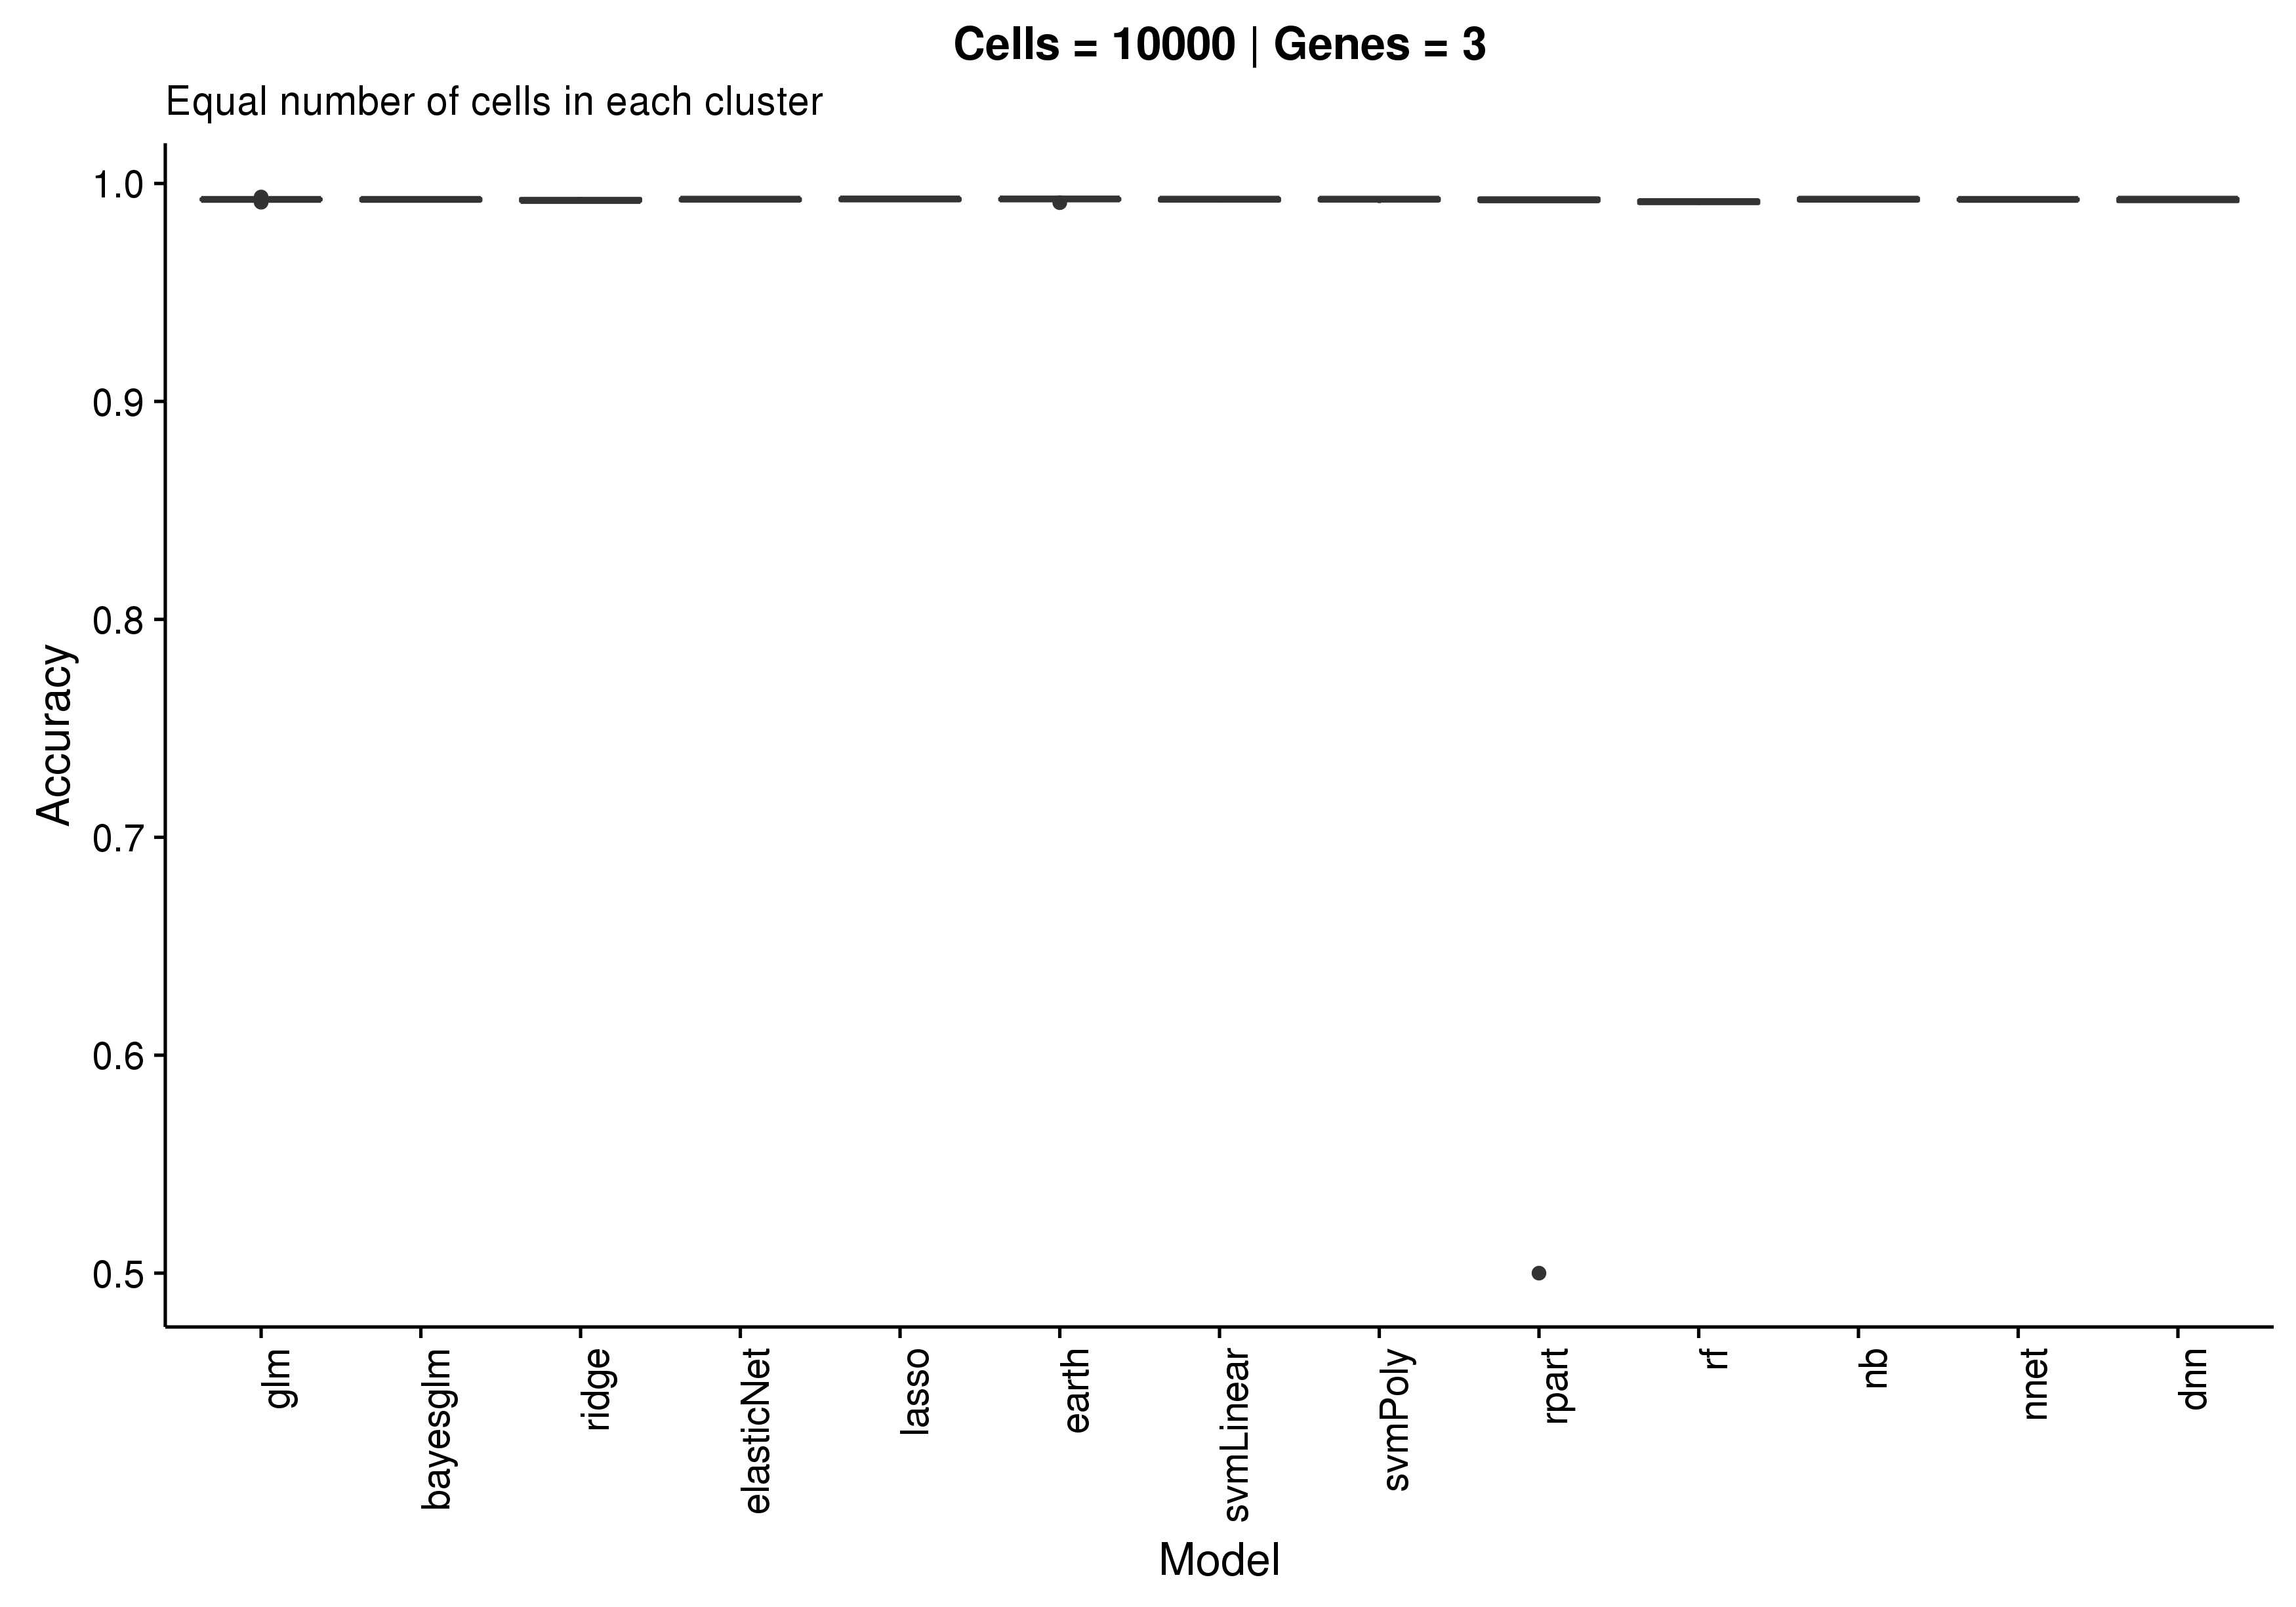 Cells = 10000 | Genes = 3
Equal number of cells in each cluster
Accuracy
1.0
0.9
0.8
0.7
0.6
0.5
glm
bayesglm
ridge
elasticNet
lasso
earth
svmLinear
svmPoly
rpart
rf
nb
nnet
dnn
Model